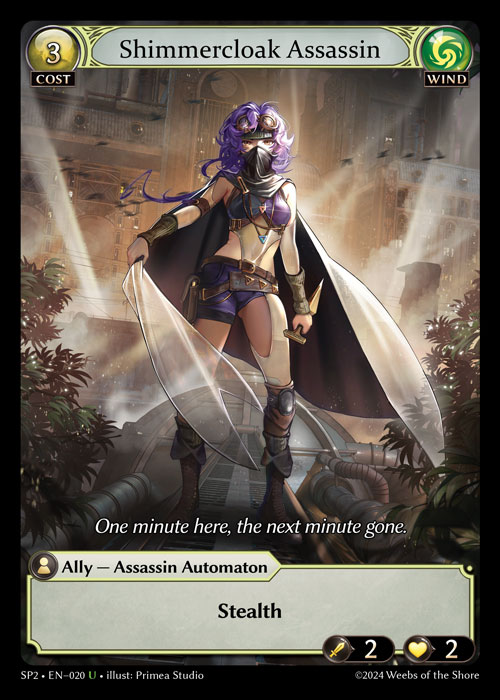 3
COST
Shimmercloak Assassin
WIND
One minute here, the next minute gone.
Ally — Assassin Automaton
Stealth
2
2
SP2 • EN–020 U • illust: Primea Studio
©2024 Weebs of the Shore